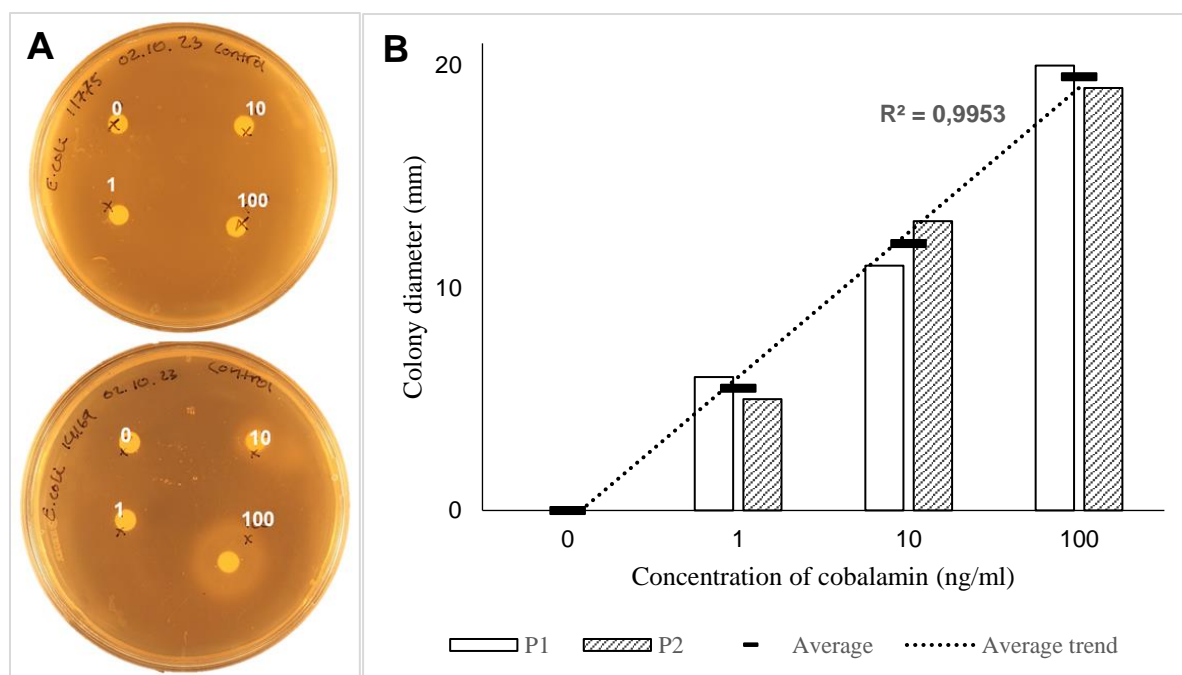 A
E.coli 11775 02.10.23 Control
0
10
1
100
E.coli 14169 02.10.23 Control
0
10
1
100
B
20
10
0
R² = 0,9953
Colony diameter (mm)
0 1 10 100
Concentration of cobalamin (ng/ml)
P1 P2 Average Average trend